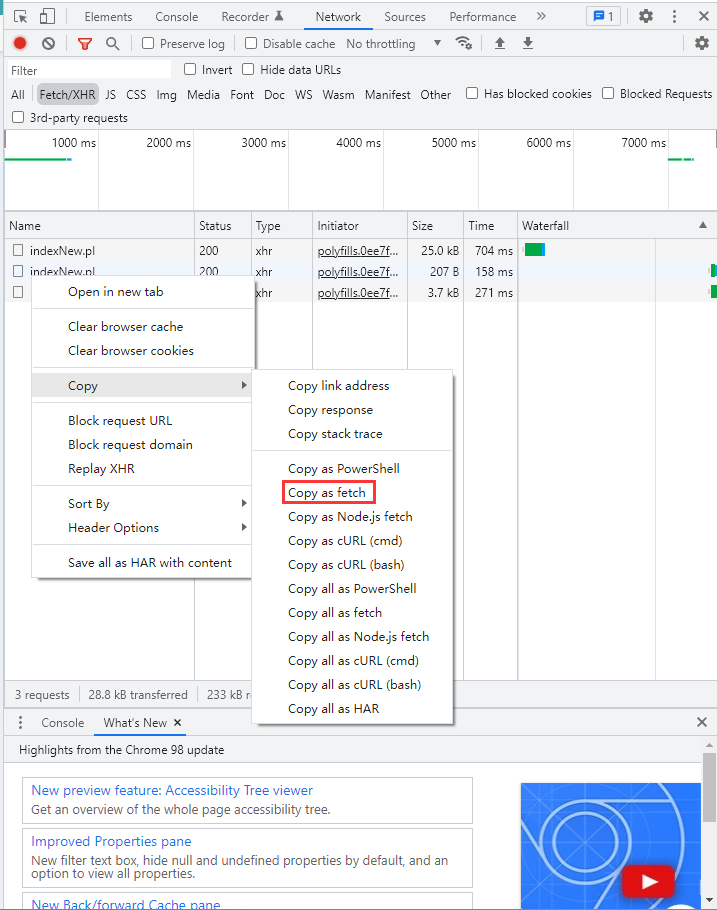 Elements Console Recorder Network Sources Performance 1
Preserve log Disable cache No throttling
Filter Invert Hide data URLs
All Fetch/XHR JS CSS Img Media Font Doc WS Wasm Manifest Other Has blocked cookies Blocked Requests
3rd-party requests
1000 ms 2000 ms 3000 ms 4000 ms 5000 ms 6000 ms 7000 ms
Name Status Type Initiator Size Time Waterfall
indexNew.pl 200 xhr polyfills.0ee7f... 25.0 kB 704 ms
indexNew.pl 200 xhr polyfills.0ee7f... 207 B 158 ms
xhr polyfills.0ee7f... 3.7 kB 271 ms
Open in new tab
Clear browser cache
Clear browser cookies
Copy
Block request URL
Block request domain
Replay XHR
Sort By
Header Options
Save all as HAR with content
Copy link address
Copy response
Copy stack trace
Copy as PowerShell
Copy as fetch
Copy as Node.js fetch
Copy as cURL (cmd)
Copy as cURL (bash)
Copy all as PowerShell
Copy all as fetch
Copy all as Node.js fetch
Copy all as cURL (cmd)
Copy all as cURL (bash)
Copy all as HAR
3 requests 28.8 kB transferred 233 kB
Console What's New
Highlights from the Chrome 98 update
New preview feature: Accessibility Tree viewer
Get an overview of the whole page accessibility tree.
Improved Properties pane
New filter text box, hide null and undefined properties by default, and an
option to view all properties.
New Back/forward Cache pane